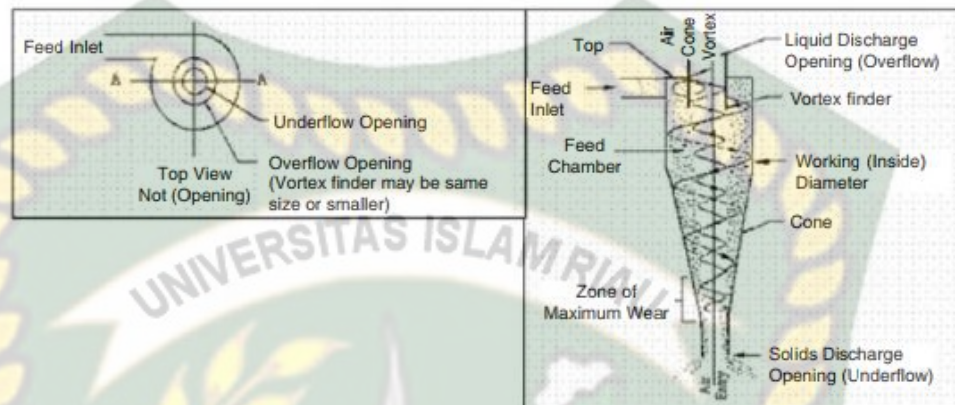 Feed Inlet
A
A
Underflow Opening
Overflow Opening
(Vortex finder may be same
size or smaller)
Top View
Not (Opening)
Top
Air
Cone
Vortex
Liquid Discharge
Opening (Overflow)
Feed
Inlet
Vortex finder
Feed
Chamber
Working (Inside)
Diameter
Cone
Zone of
Maximum Wear
Solids Discharge
Opening (Underflow)
Air
Entry
UNIVERSITAS ISLAM RIAU